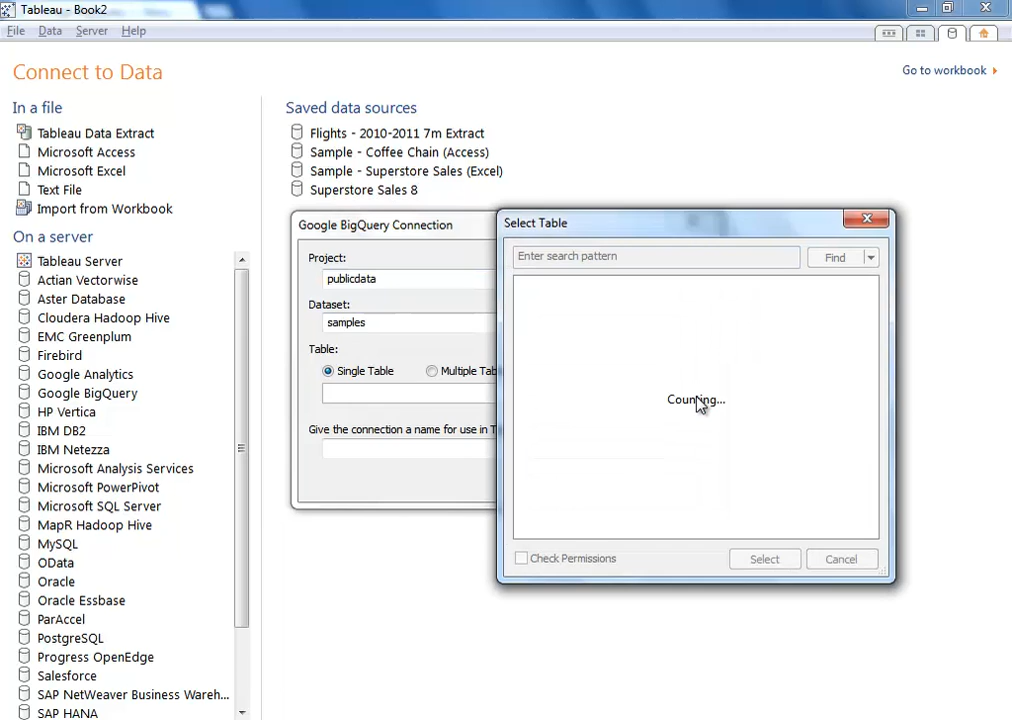 Tableau - Book2
File Data Server Help
Connect to Data
Go to workbook
In a file
Tableau Data Extract
Microsoft Access
Microsoft Excel
Text File
Import from Workbook
On a server
Tableau Server
Actian Vectorwise
Aster Database
Cloudera Hadoop Hive
EMC Greenplum
Firebird
Google Analytics
Google BigQuery
HP Vertica
IBM DB2
IBM Netezza
Microsoft Analysis Services
Microsoft PowerPivot
Microsoft SQL Server
MapR Hadoop Hive
MySQL
OData
Oracle
Oracle Essbase
ParAccel
PostgreSQL
Progress OpenEdge
Salesforce
SAP NetWeaver Business Wareh...
SAP HANA
Saved data sources
Flights - 2010-2011 7m Extract
Sample - Coffee Chain (Access)
Sample - Superstore Sales (Excel)
Superstore Sales 8
Google BigQuery Connection
Project:
publicdata
Dataset:
samples
Table:
Single Table Multiple Tab
Give the connection a name for use in T
Select Table
Enter search pattern Find
Counting...
Check Permissions Select Cancel